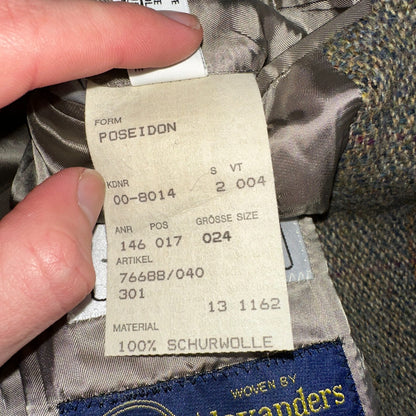 FORM
POSEIDON
KDNR S VT
00-8014 2 004
ANR POS GRÖSSE SIZE
146 017 024
ARTIKEL
76688/040
301
13 1162
MATERIAL
100% SCHURWOLLE
WOVEN BY